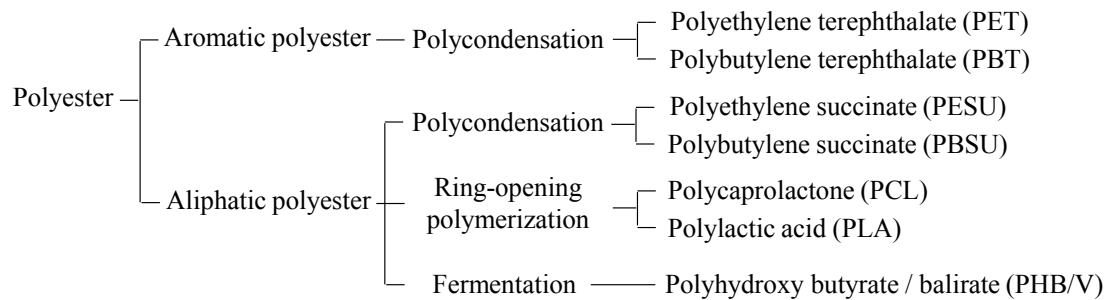 Polyester
Aromatic polyester
Polycondensation
Polyethylene terephthalate (PET)
Polybutylene terephthalate (PBT)
Aliphatic polyester
Polycondensation
Polyethylene succinate (PESU)
Polybutylene succinate (PBSU)
Ring-opening
polymerization
Polycaprolactone (PCL)
Polylactic acid (PLA)
Fermentation
Polyhydroxy butyrate / balirate (PHB/V)